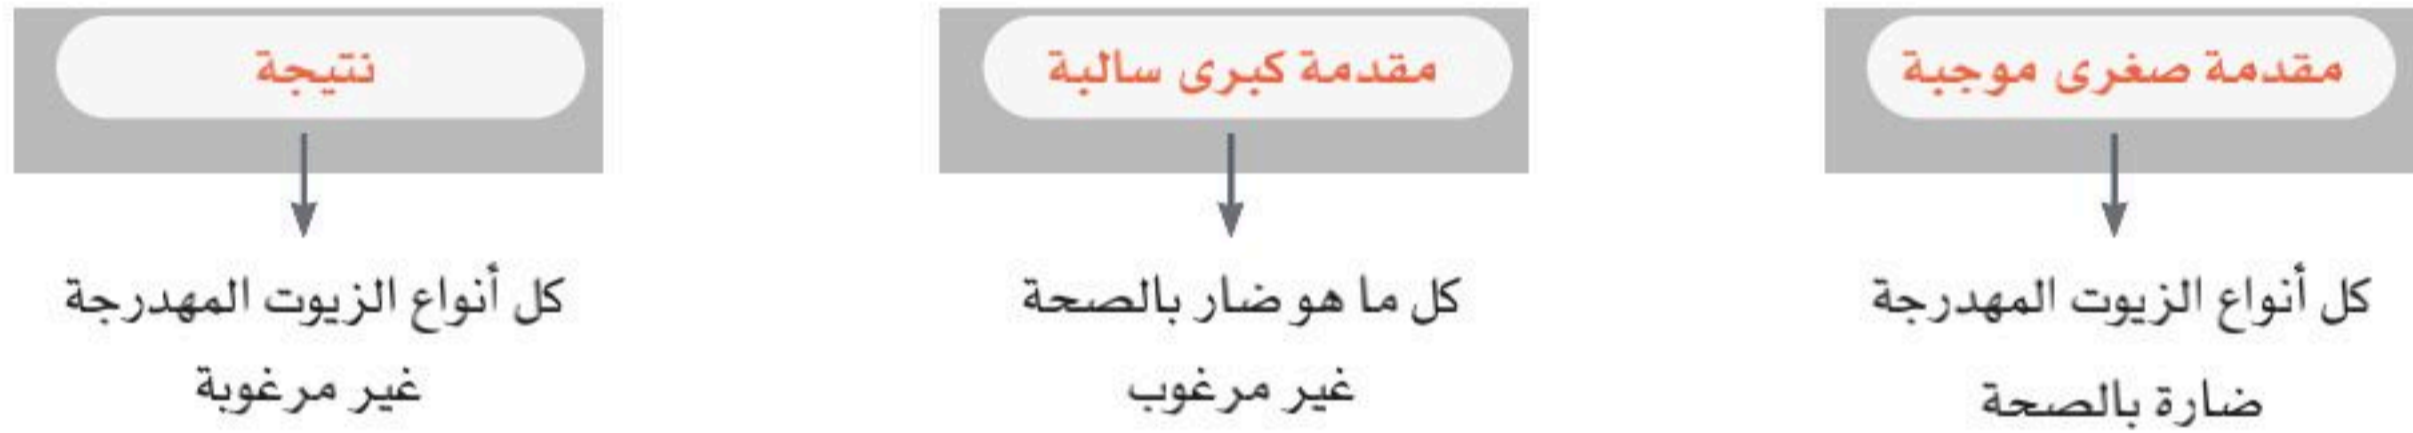 مقدمة صغرى موجبة
كل أنواع الزيوت المهدرجة
ضارة بالصحة
مقدمة كبرى سالبة
كل ما هو ضار بالصحة
غير مرغوب
نتيجة
كل أنواع الزيوت المهدرجة
غير مرغوبة